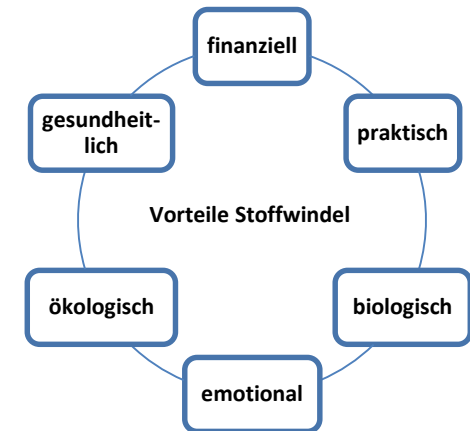 finanziell
gesundheit-
lich
praktisch
Vorteile Stoffwindel
ökologisch
biologisch
emotional